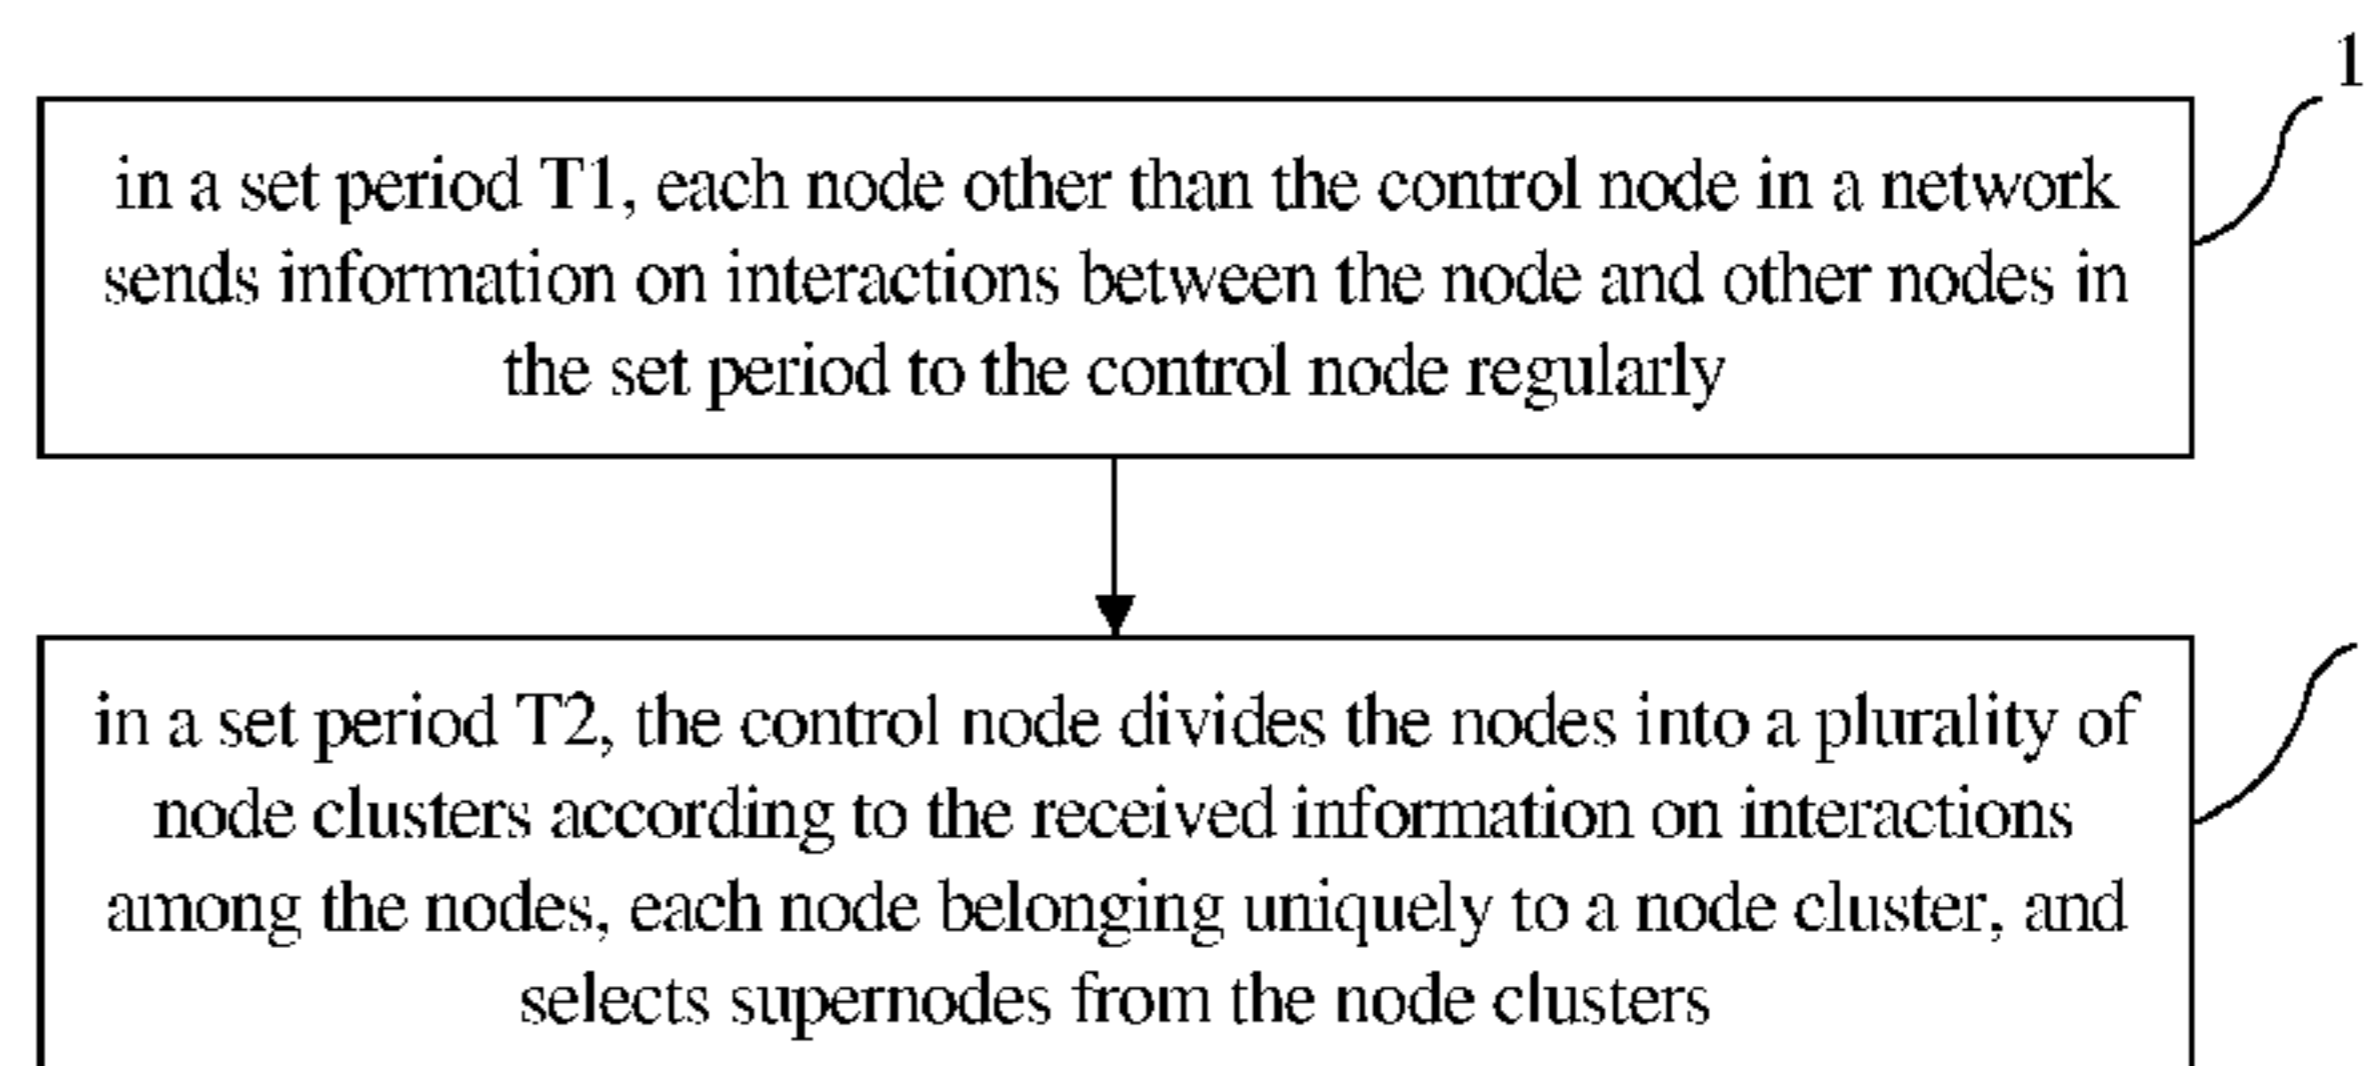 1
in a set period T1, each node other than the control node in a network
sends information on interactions between the node and other nodes in
the set period to the control node regularly
in a set period T2, the control node divides the nodes into a plurality of
node clusters according to the received information on interactions
among the nodes, each node belonging uniquely to a node cluster, and
selects supernodes from the node clusters